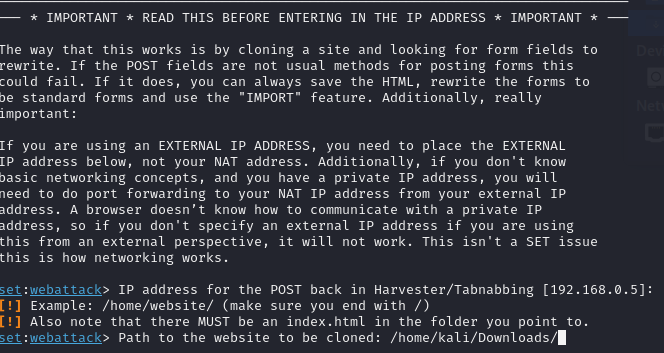 --- * IMPORTANT * READ THIS BEFORE ENTERING IN THE IP ADDRESS * IMPORTANT * ---
The way that this works is by cloning a site and looking for form fields to
rewrite. If the POST fields are not usual methods for posting forms this
could fail. If it does, you can always save the HTML, rewrite the forms to
be standard forms and use the "IMPORT" feature. Additionally, really
important:
If you are using an EXTERNAL IP ADDRESS, you need to place the EXTERNAL
IP address below, not your NAT address. Additionally, if you don't know
basic networking concepts, and you have a private IP address, you will
need to do port forwarding to your NAT IP address from your external IP
address. A browser doesn’t know how to communicate with a private IP
address, so if you don't specify an external IP address if you are using
this from an external perspective, it will not work. This isn't a SET issue
this is how networking works.
set:webattack> IP address for the POST back in Harvester/Tabnabbing [192.168.0.5]:
[!] Example: /home/website/ (make sure you end with /)
[!] Also note that there MUST be an index.html in the folder you point to.
set:webattack> Path to the website to be cloned: /home/kali/Downloads/